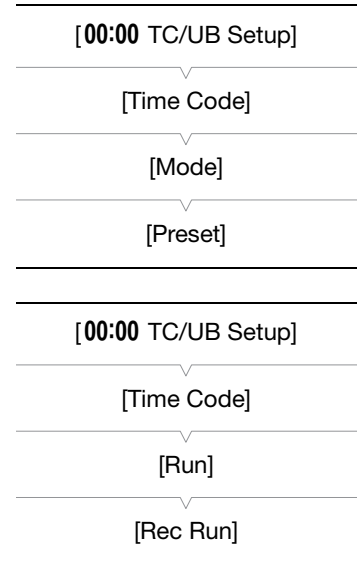 [00:00 TC/UB Setup]
[Time Code]
[Mode]
[Preset]
[00:00 TC/UB Setup]
[Time Code]
[Run]
[Rec Run]